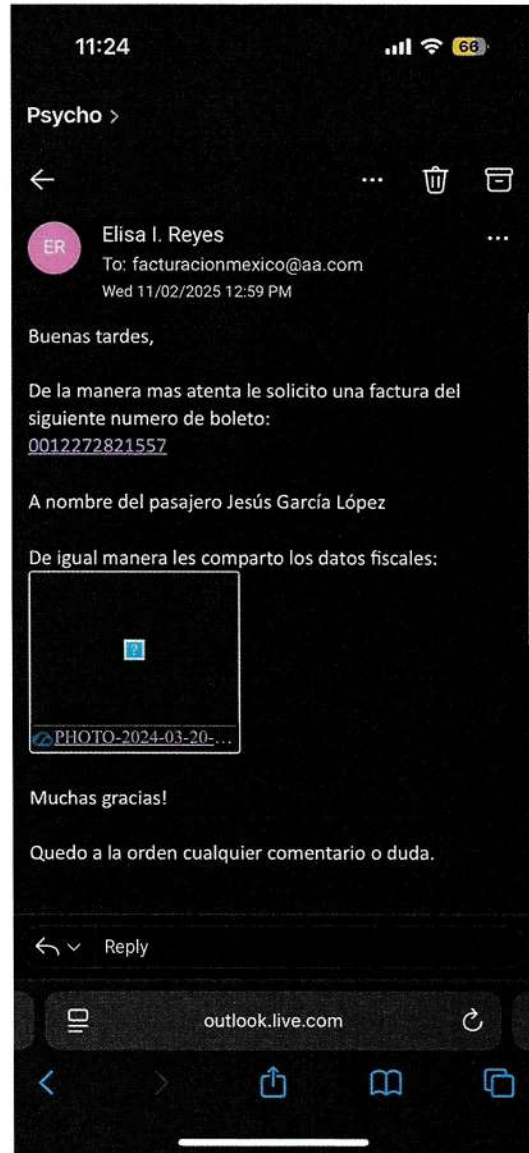 11:24
66
Psycho >
...
ER
Elisa I. Reyes
...
To: facturacionmexico@aa.com
Wed 11/02/2025 12:59 PM
Buenas tardes,
De la manera mas atenta le solicito una factura del
siguiente numero de boleto:
0012272821557
A nombre del pasajero Jesús García López
De igual manera les comparto los datos fiscales:
?
PHOTO-2024-03-20-...
Muchas gracias!
Quedo a la orden cualquier comentario o duda.
Reply
outlook.live.com